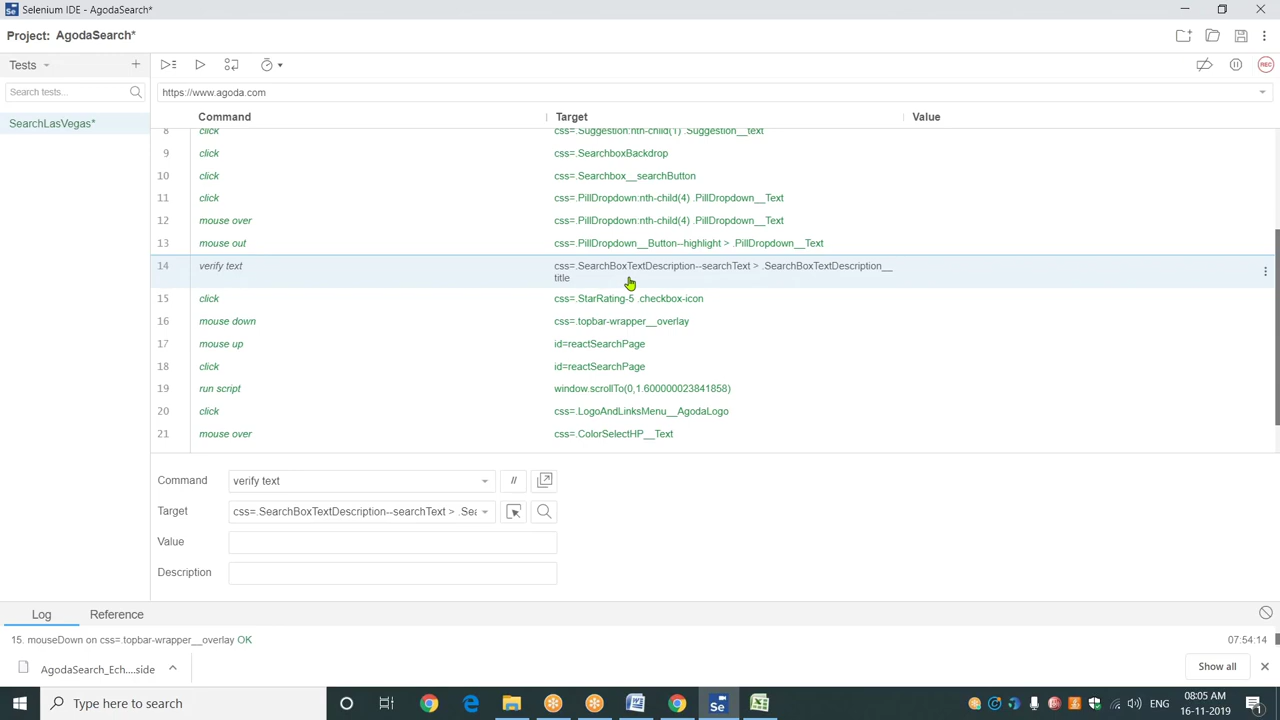 Selenium IDE - AgodaSearch*
Project: AgodaSearch*
Tests
Search tests...
SearchLasVegas*
https://www.agoda.com
Command Target Value
8 click css=.Suggestion:nth-child(1) .Suggestion__text
9 click css=.SearchboxBackdrop
10 click css=.Searchbox__searchButton
11 click css=.PillDropdown:nth-child(4) .PillDropdown__Text
12 mouse over css=.PillDropdown:nth-child(4) .PillDropdown__Text
13 mouse out css=.PillDropdown__Button--highlight > .PillDropdown__Text
14 verify text css=.SearchBoxTextDescription--searchText > .SearchBoxTextDescription__
title
15 click css=.StarRating-5 .checkbox-icon
16 mouse down css=.topbar-wrapper__overlay
17 mouse up id=reactSearchPage
18 click id=reactSearchPage
19 run script window.scrollTo(0,1.600000023841858)
20 click css=.LogoAndLinksMenu__AgodaLogo
21 mouse over css=.ColorSelectHP__Text
Command verify text //
Target css=.SearchBoxTextDescription--searchText > .Sea
Value
Description
Log Reference
15. mouseDown on css=.topbar-wrapper__overlay OK 07:54:14
AgodaSearch_Ech....side Show all
Type here to search
ENG
08:05 AM
16-11-2019
REC
Se
1